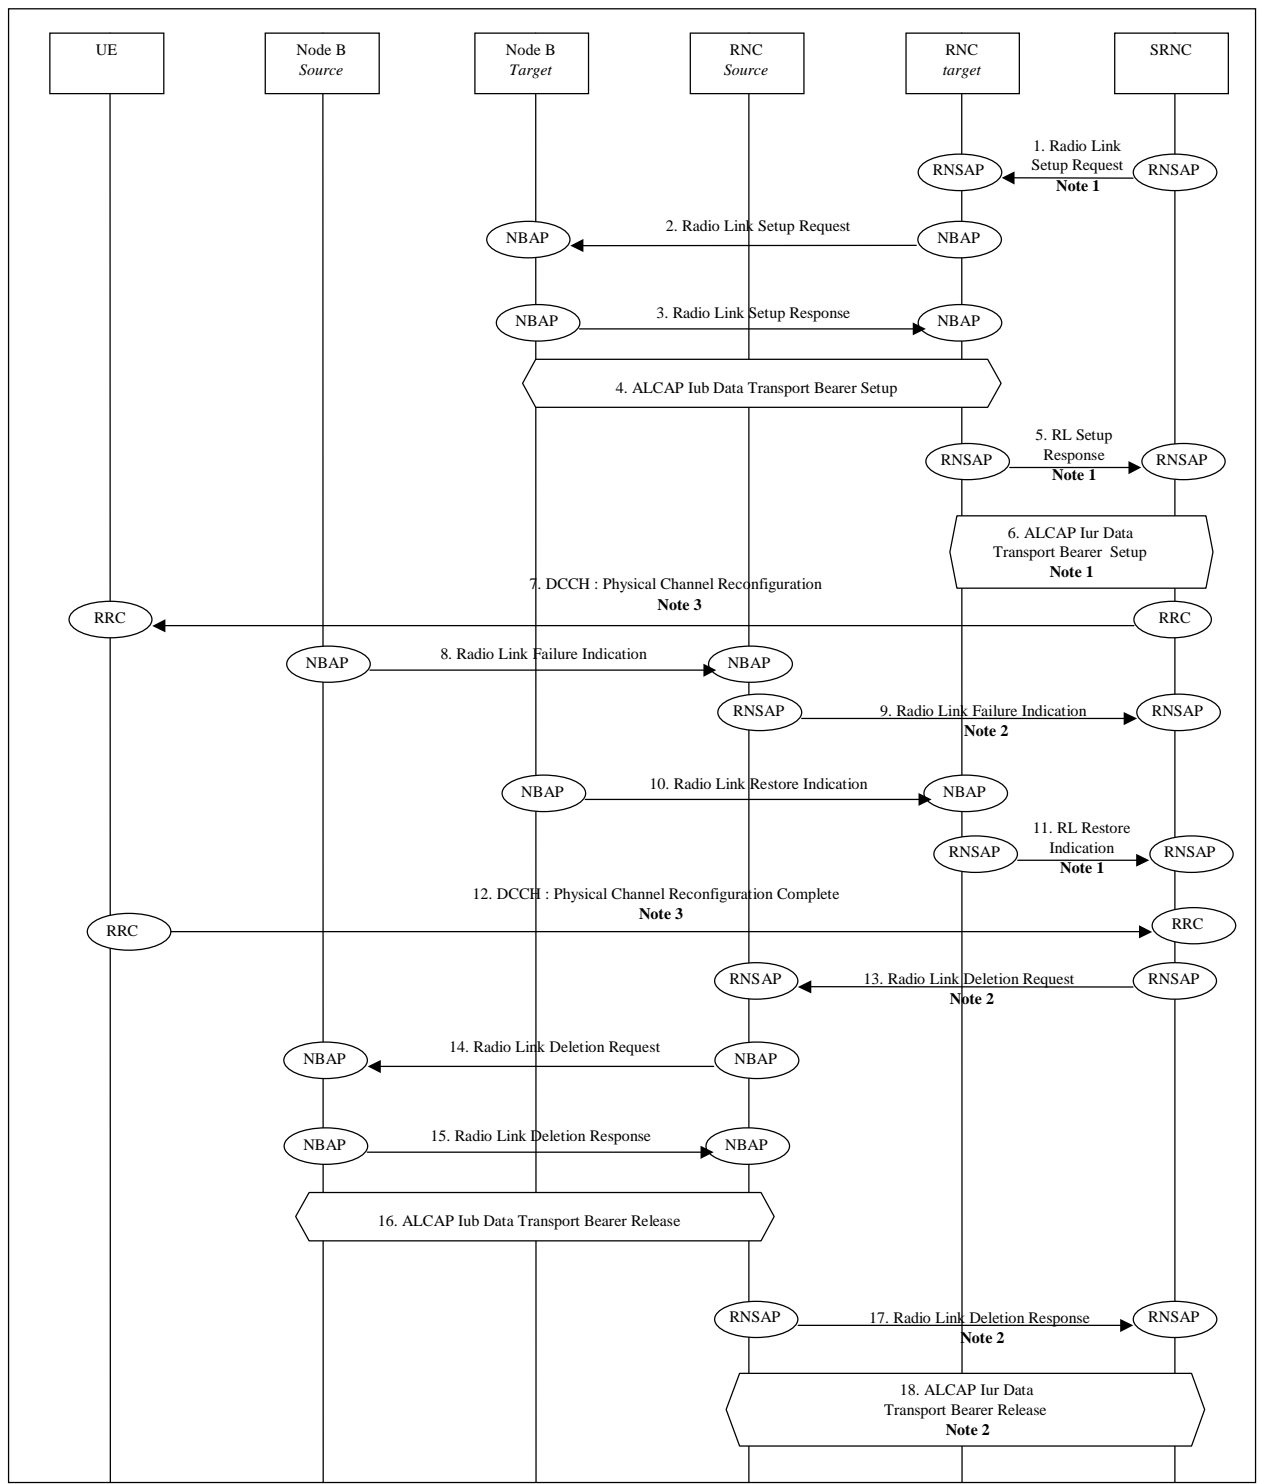 UE
Node B
Source
Node B
Target
RNC
Source
RNC
target
SRNC
1. Radio Link
Setup Request
Note 1
RNSAP
RNSAP
2. Radio Link Setup Request
NBAP
NBAP
3. Radio Link Setup Response
NBAP
NBAP
4. ALCAP Iub Data Transport Bearer Setup
5. RL Setup
Response
Note 1
RNSAP
RNSAP
6. ALCAP Iur Data
Transport Bearer Setup
Note 1
7. DCCH : Physical Channel Reconfiguration
Note 3
RRC
RRC
8. Radio Link Failure Indication
NBAP
NBAP
RNSAP
9. Radio Link Failure Indication
Note 2
RNSAP
10. Radio Link Restore Indication
NBAP
NBAP
11. RL Restore
Indication
Note 1
RNSAP
RNSAP
12. DCCH : Physical Channel Reconfiguration Complete
Note 3
RRC
RRC
RNSAP
13. Radio Link Deletion Request
Note 2
RNSAP
14. Radio Link Deletion Request
NBAP
NBAP
15. Radio Link Deletion Response
NBAP
NBAP
16. ALCAP Iub Data Transport Bearer Release
RNSAP
17. Radio Link Deletion Response
Note 2
RNSAP
18. ALCAP Iur Data
Transport Bearer Release
Note 2